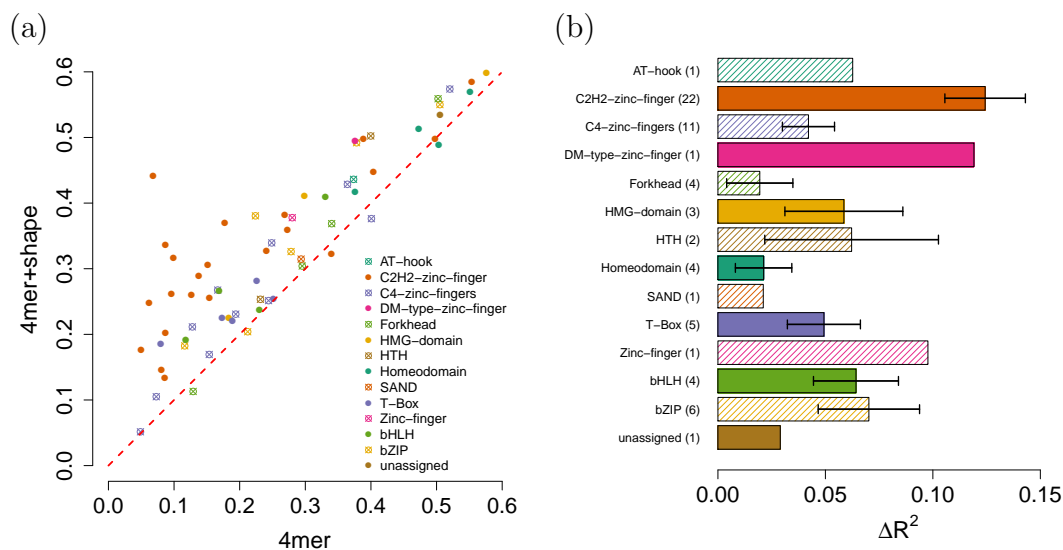 (a)
0.0 0.1 0.2 0.3 0.4 0.5 0.6
4mer+shape
0.0 0.1 0.2 0.3 0.4 0.5 0.6
4mer
AT−hook
C2H2−zinc−finger
C4−zinc−fingers
DM−type−zinc−finger
Forkhead
HMG−domain
HTH
Homeodomain
SAND
T−Box
Zinc−finger
bHLH
bZIP
unassigned
(b)
AT−hook (1)
C2H2−zinc−finger (22)
C4−zinc−fingers (11)
DM−type−zinc−finger (1)
Forkhead (4)
HMG−domain (3)
HTH (2)
Homeodomain (4)
SAND (1)
T−Box (5)
Zinc−finger (1)
bHLH (4)
bZIP (6)
unassigned (1)
0.00 0.05 0.10 0.15
ΔR²